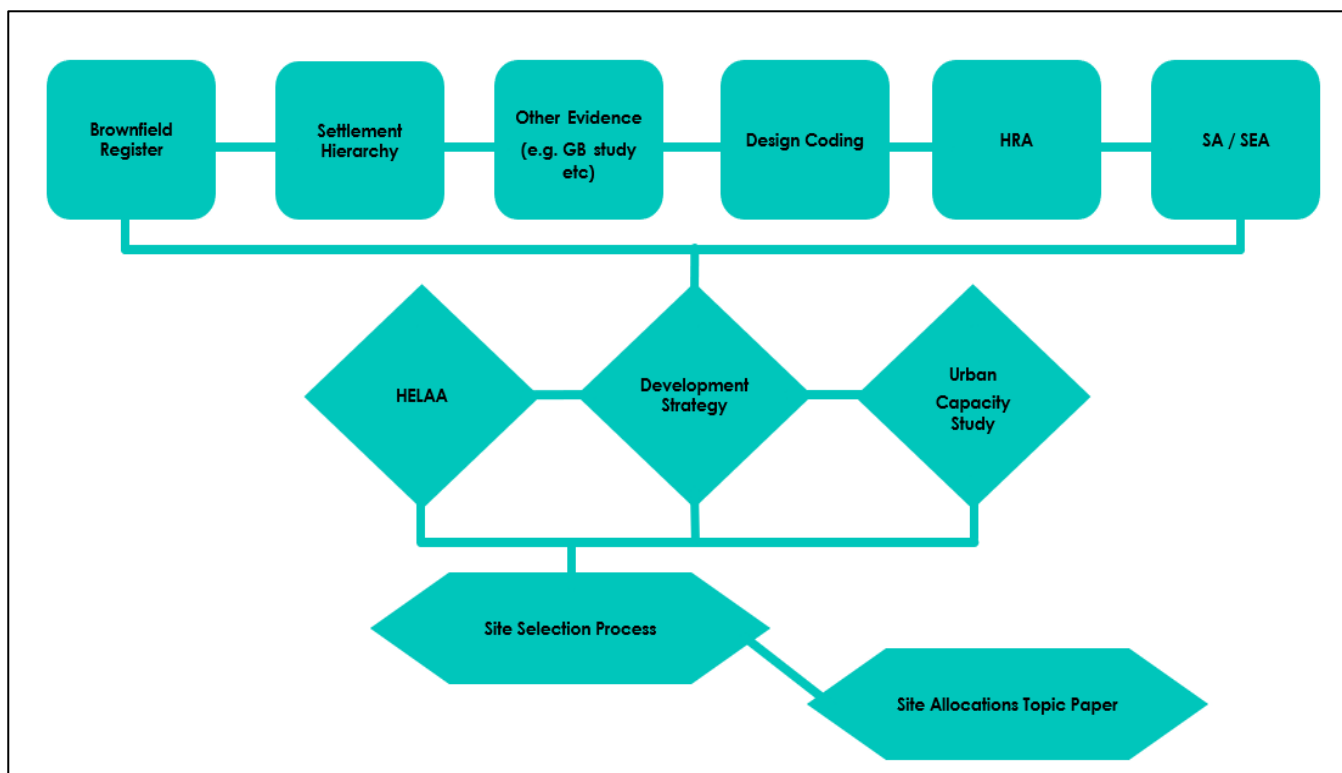 Brownfield
Register
Settlement
Hierarchy
Other Evidence
(e.g. GB study
etc)
Design Coding
HRA
SA / SEA
HELAA
Development
Strategy
Urban
Capacity
Study
Site Selection Process
Site Allocations Topic Paper